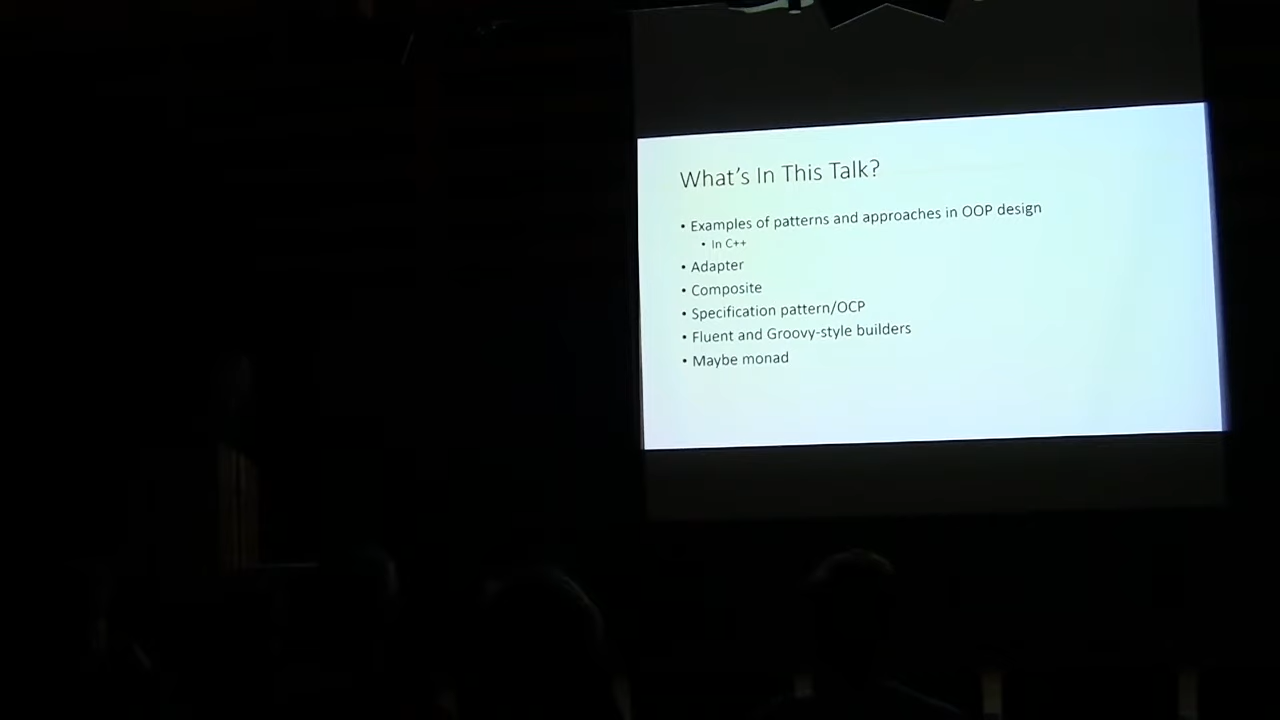 What's In This Talk?
• Examples of patterns and approaches in OOP design
• In C++
• Adapter
• Composite
• Specification pattern/OCP
• Fluent and Groovy-style builders
• Maybe monad